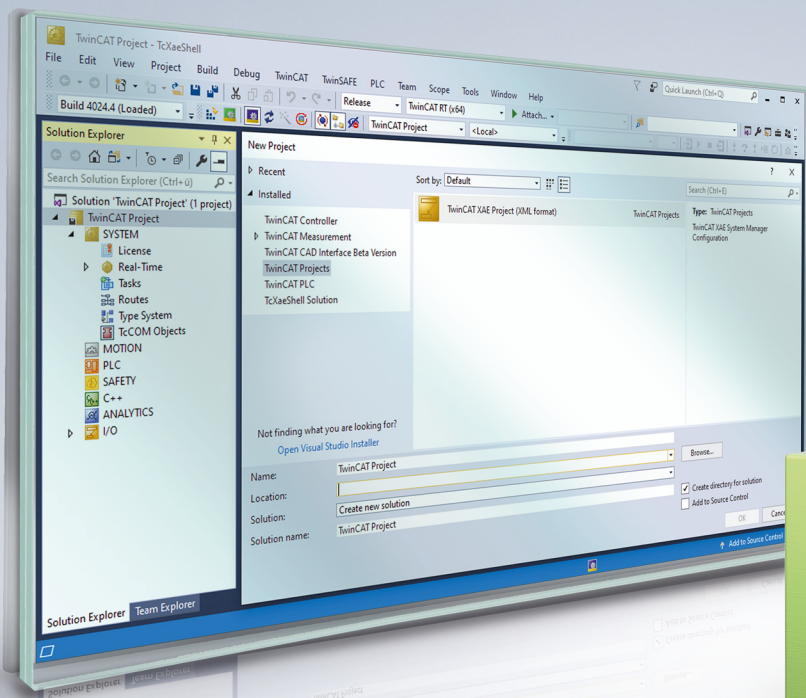 TwinCAT Project - TcXaeShell
File Edit View Project Build Debug TwinCAT TwinSAFE PLC Team Scope Tools Window Help
Quick Launch (Ctrl+Q)
Release TwinCAT RT (x64) Attach...
Build 4024.4 (Loaded) TwinCAT Project <Local>
Solution Explorer
Search Solution Explorer (Ctrl+ü)
Solution 'TwinCAT Project' (1 project)
TwinCAT Project
SYSTEM
License
Real-Time
Tasks
Routes
Type System
TcCOM Objects
MOTION
PLC
SAFETY
C++
ANALYTICS
I/O
Solution Explorer Team Explorer
New Project
? X
Recent
Installed
TwinCAT Controller
TwinCAT Measurement
TwinCAT CAD Interface Beta Version
TwinCAT Projects
TwinCAT PLC
TcXaeShell Solution
Not finding what you are looking for?
Open Visual Studio Installer
Sort by: Default
Search (Ctrl+E)
TwinCAT XAE Project (XML format) TwinCAT Projects
Type: TwinCAT Projects
TwinCAT XAE System Manager
Configuration
Name: TwinCAT Project
Location:
Browse...
Solution: Create new solution
Solution name: TwinCAT Project
Create directory for solution
Add to Source Control
OK Cance
Add to Source Control